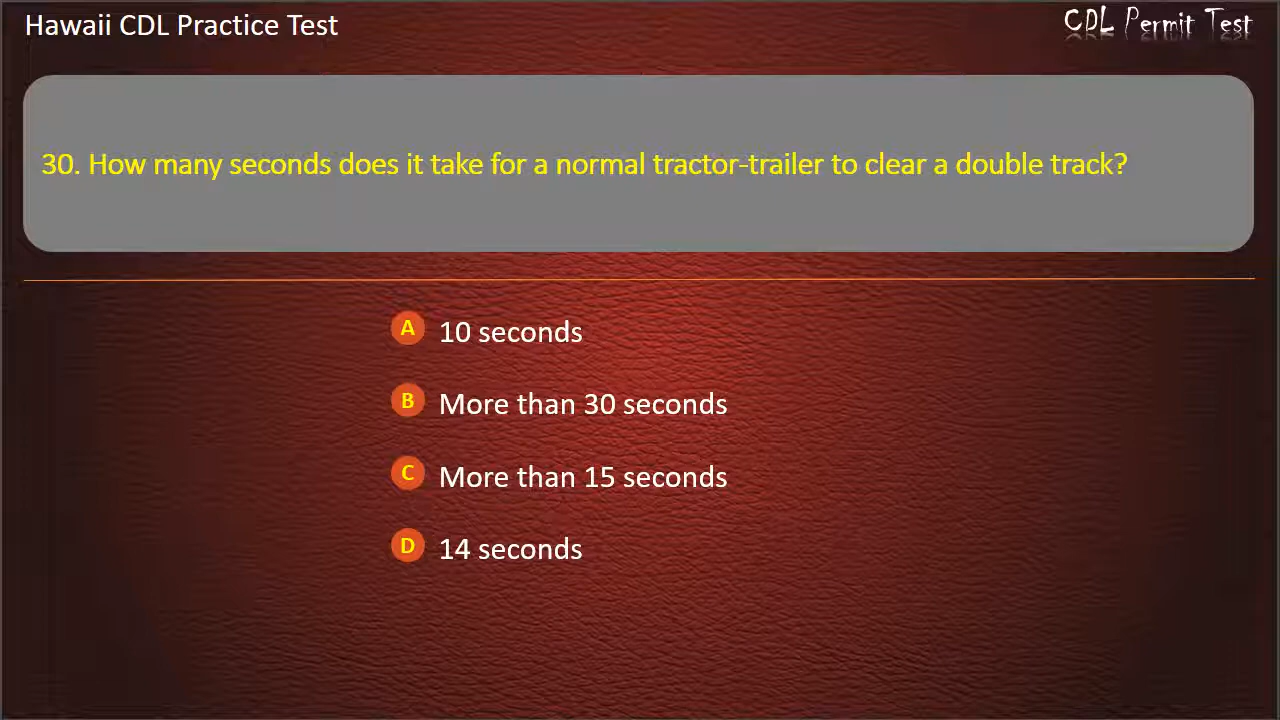 Hawaii CDL Practice Test
CDL Permit Test
30. How many seconds does it take for a normal tractor-trailer to clear a double track?
A 10 seconds
B More than 30 seconds
C More than 15 seconds
D 14 seconds